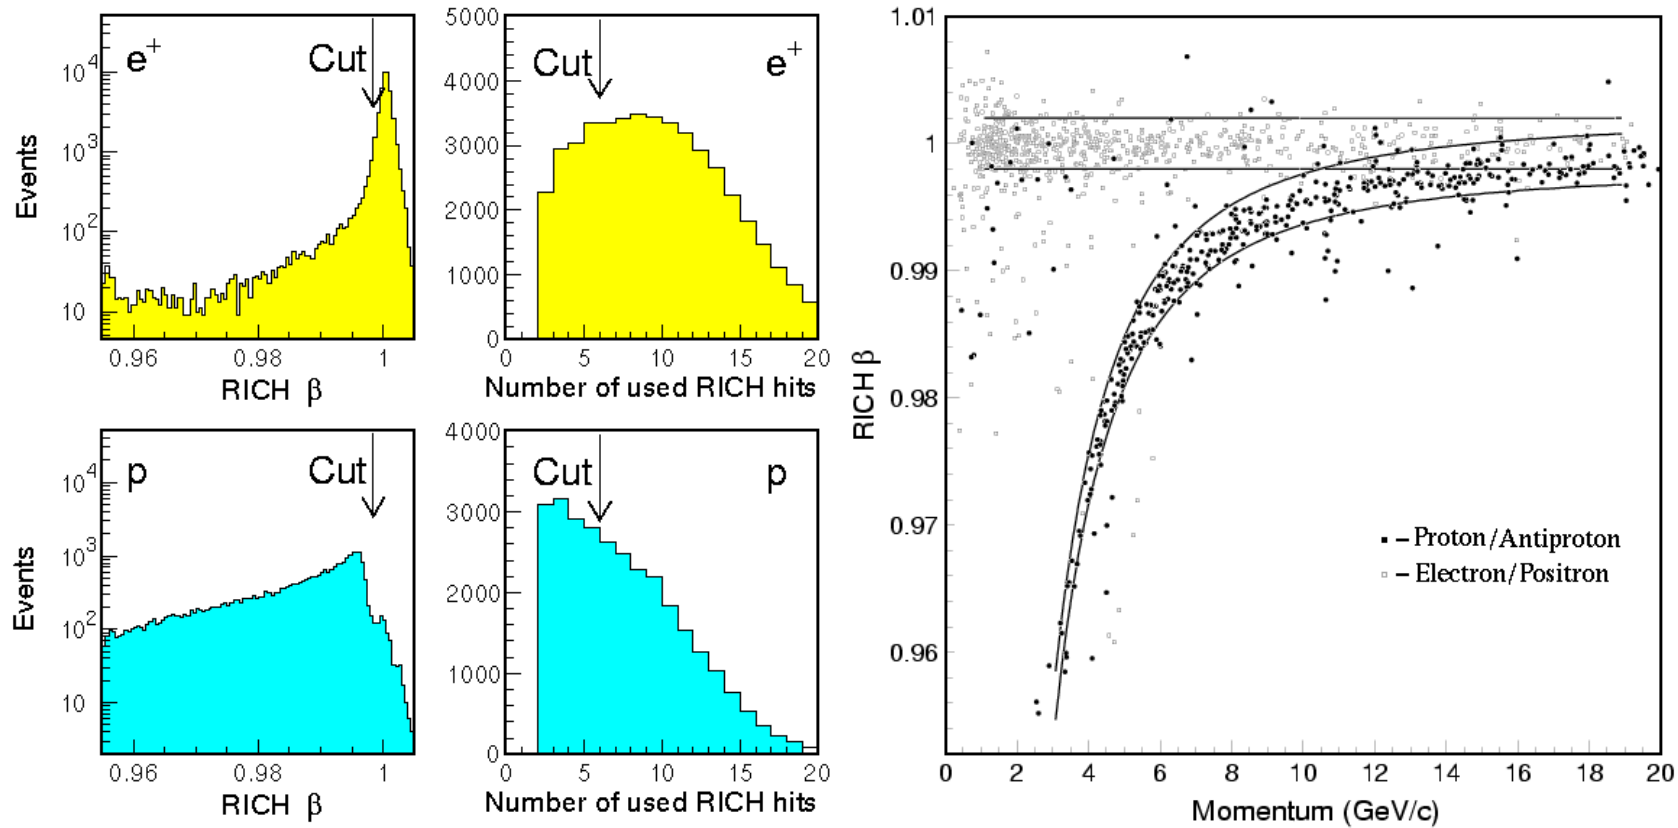 e+
Cut
Events
10^4
10^3
10^2
10
0.96
0.98
1
RICH β
5000
4000
3000
2000
1000
0
Cut
e+
0
5
10
15
20
Number of used RICH hits
p
Cut
Events
10^4
10^3
10^2
10
0.96
0.98
1
RICH β
4000
3000
2000
1000
0
Cut
p
0
5
10
15
20
Number of used RICH hits
1.01
1
0.99
0.98
0.97
0.96
RICH β
– Proton/Antiproton
– Electron/Positron
0
2
4
6
8
10
12
14
16
18
20
Momentum (GeV/c)